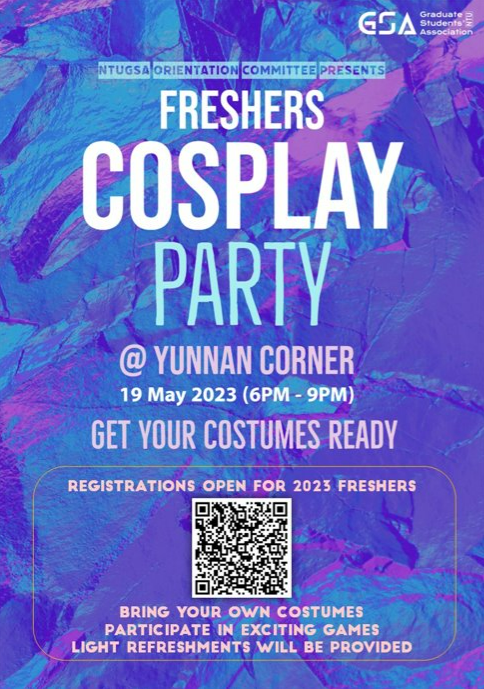 GSA Graduate Students' Association NTU
NTUGSA ORIENTATION COMMITTEE PRESENTS
FRESHERS
COSPLAY
PARTY
@ YUNNAN CORNER
19 May 2023 (6PM - 9PM)
GET YOUR COSTUMES READY
REGISTRATIONS OPEN FOR 2023 FRESHERS
BRING YOUR OWN COSTUMES
PARTICIPATE IN EXCITING GAMES
LIGHT REFRESHMENTS WILL BE PROVIDED